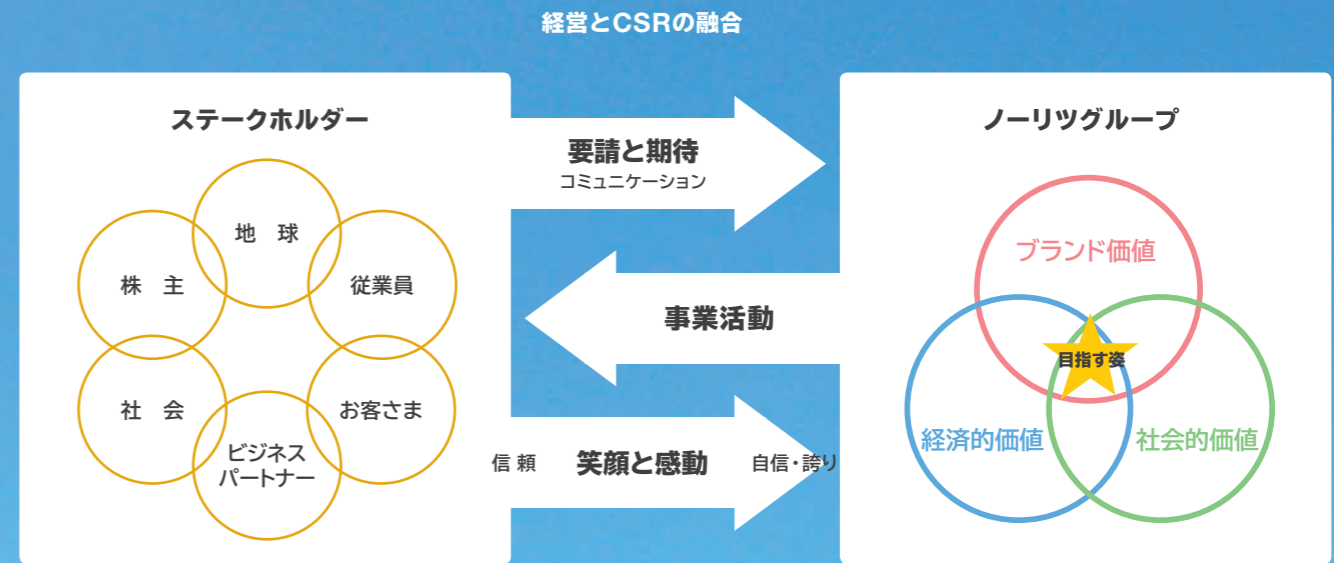 経営とCSRの融合
ステークホルダー
地 球
株 主
従業員
社 会
お客さま
ビジネス
パートナー
要請と期待
コミュニケーション
事業活動
信 頼
笑顔と感動
自信・誇り
ノーリツグループ
ブランド価値
目指す姿
経済的価値
社会的価値